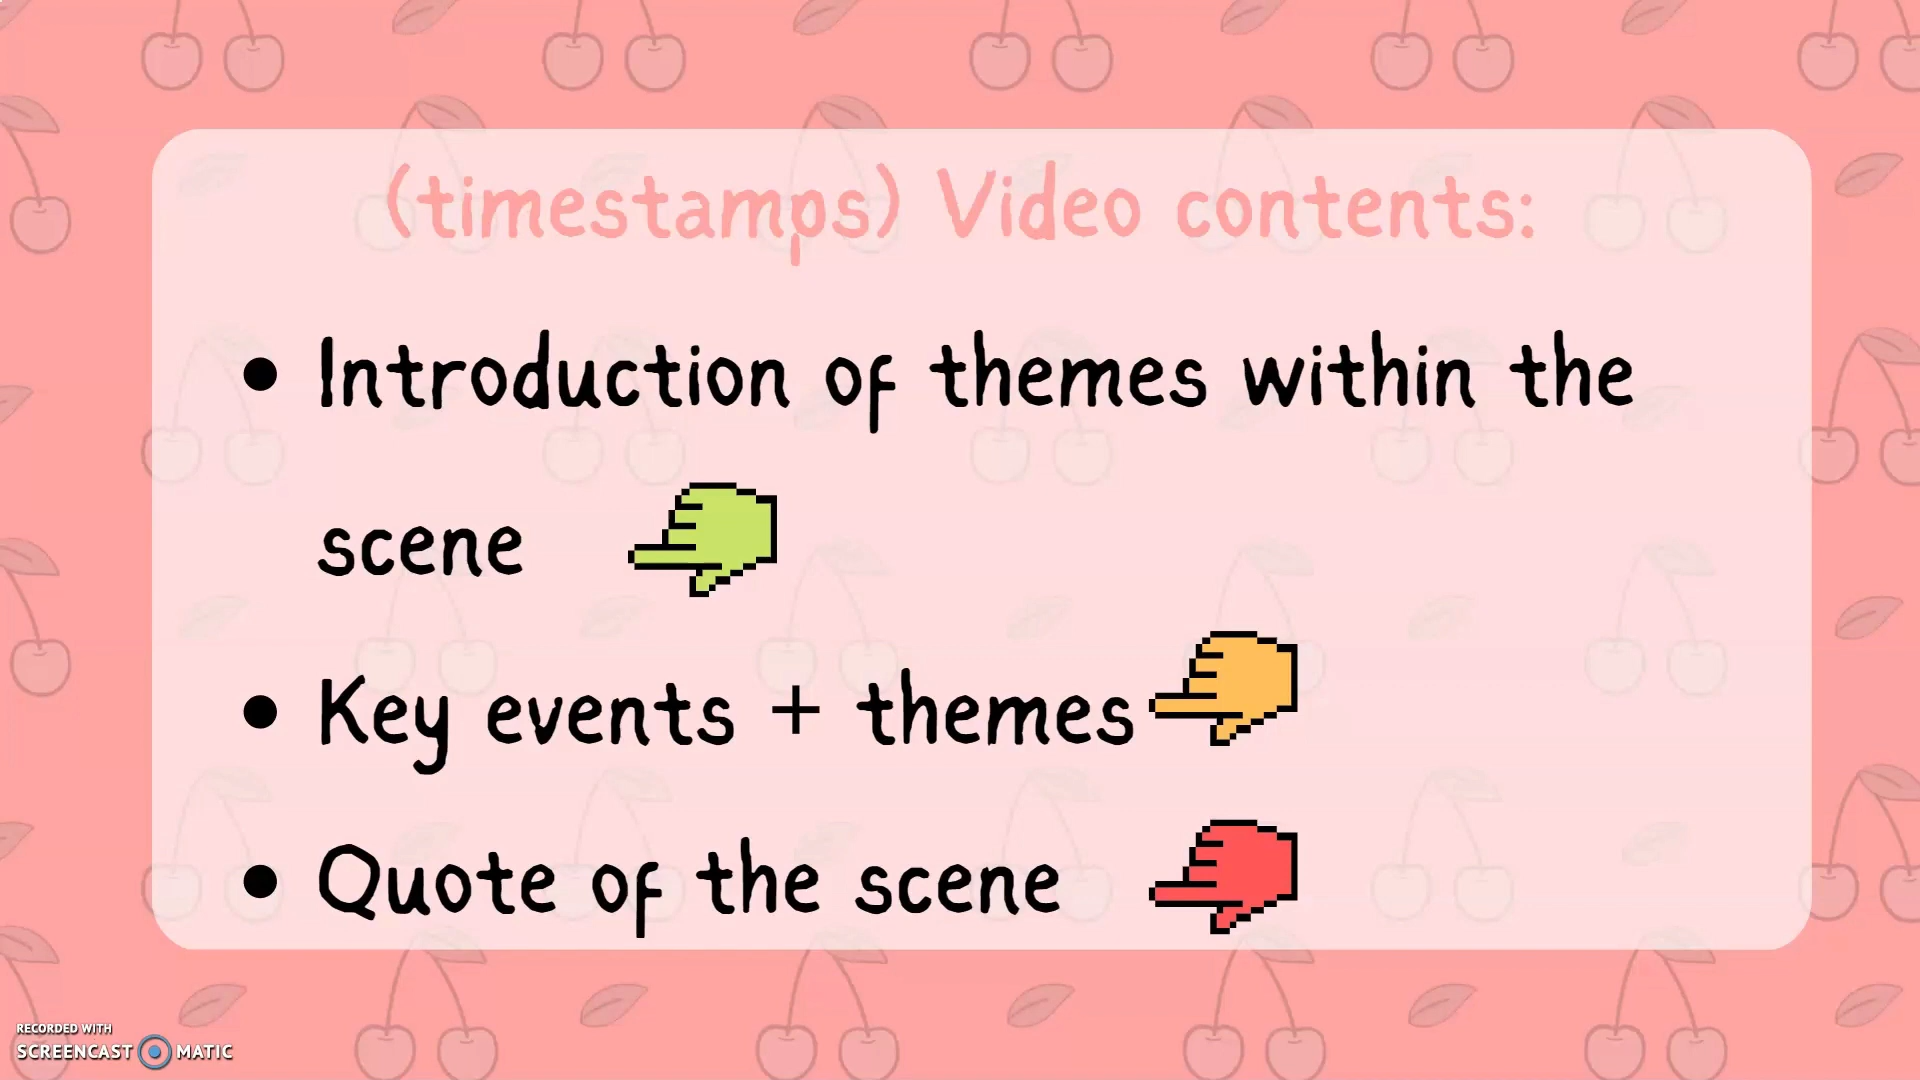 (timestamps) Video contents:
• Introduction of themes within the
scene
• Key events + themes
• Quote of the scene
RECORDED WITH
SCREENCAST MATIC